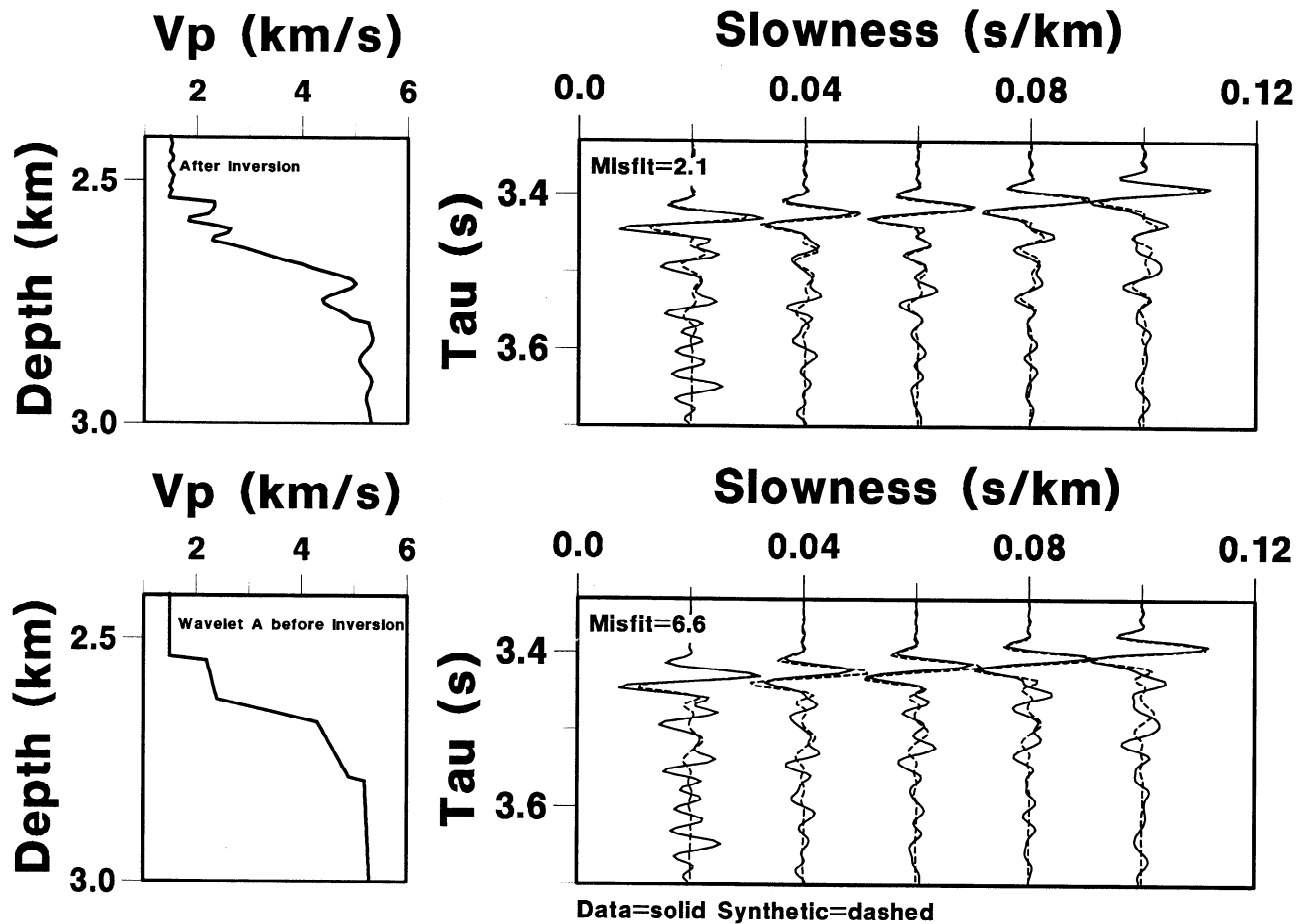 Vp (km/s)
Slowness (s/km)
2 4 6
0.0 0.04 0.08 0.12
Depth (km)
2.5
3.0
After Inversion
Tau (s)
3.4
3.6
Misfit=2.1
Vp (km/s)
Slowness (s/km)
2 4 6
0.0 0.04 0.08 0.12
Depth (km)
2.5
3.0
Wavelet A before Inversion
Tau (s)
3.4
3.6
Misfit=6.6
Data=solid Synthetic=dashed